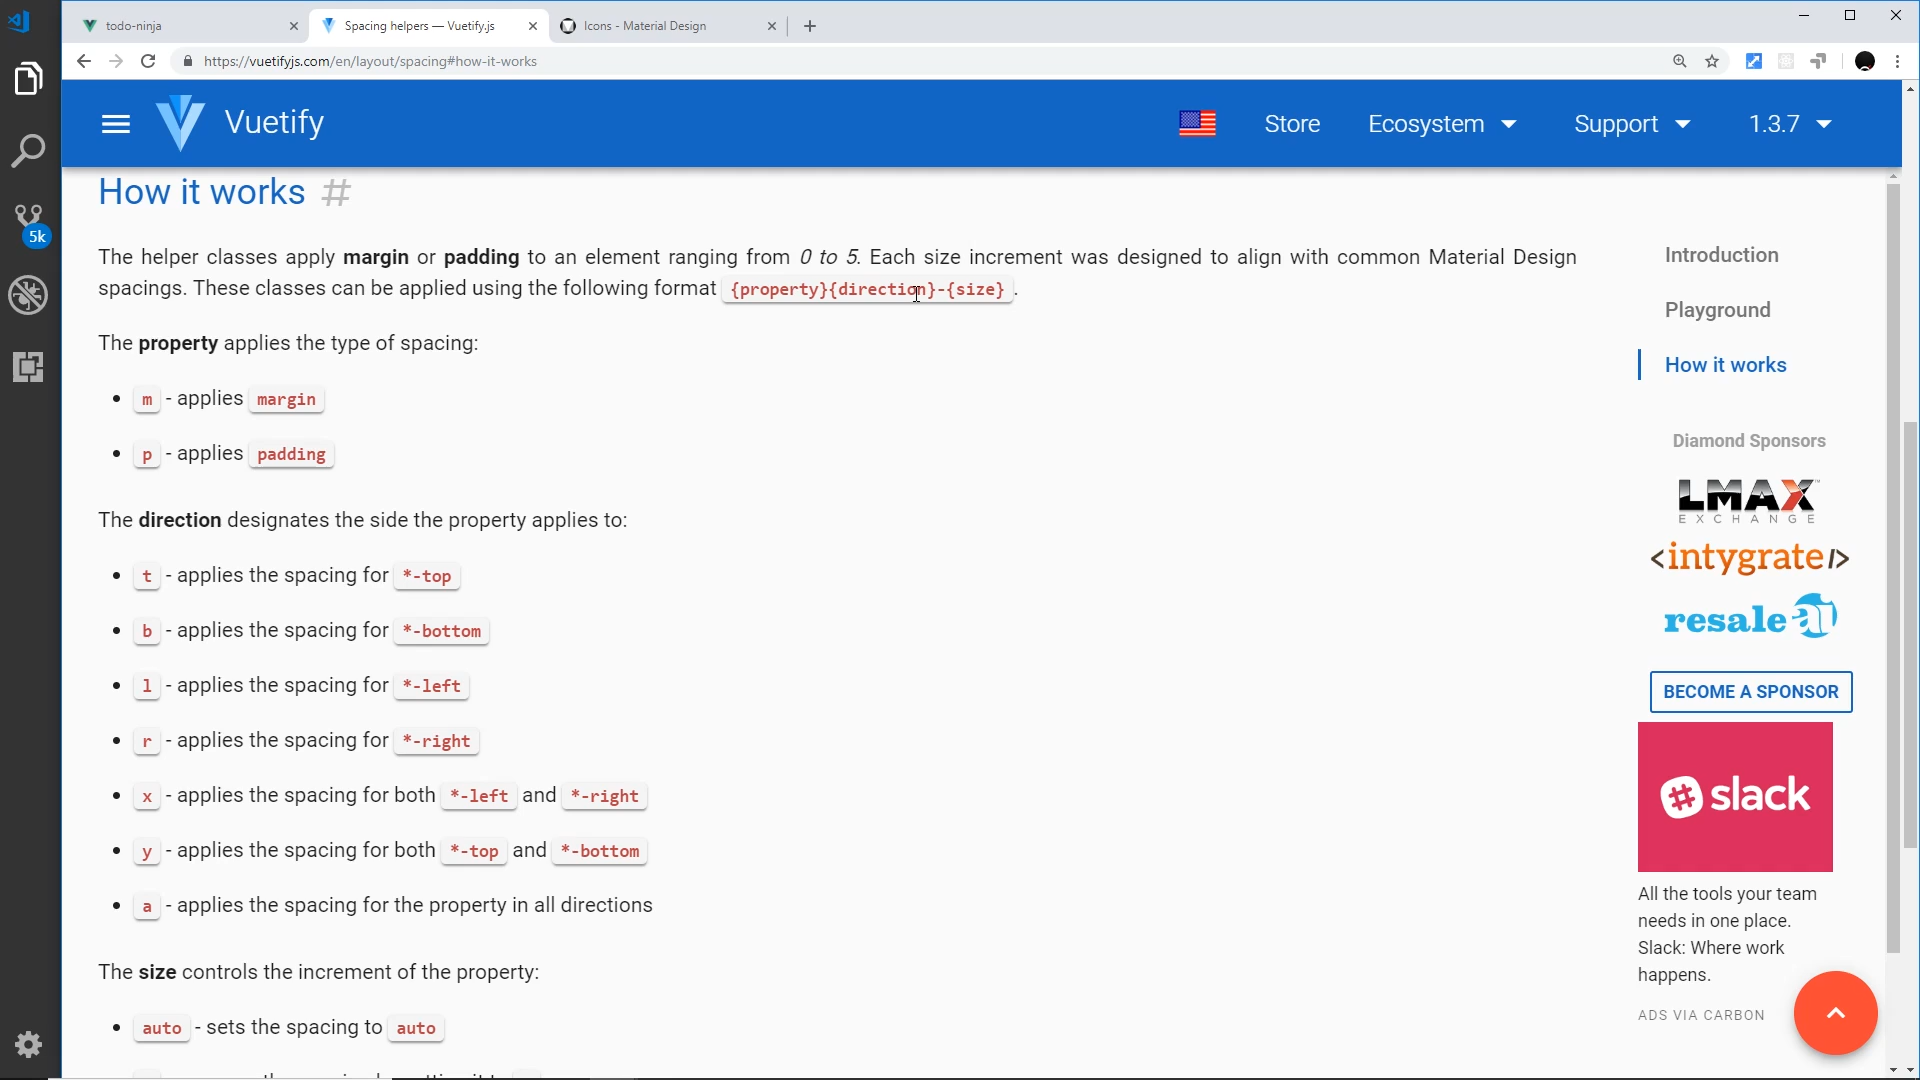 todo-ninja
Spacing helpers — Vuetify.js
Icons - Material Design
https://vuetifyjs.com/en/layout/spacing#how-it-works
Vuetify
Store
Ecosystem
Support
1.3.7
5k
How it works #
The helper classes apply margin or padding to an element ranging from 0 to 5. Each size increment was designed to align with common Material Design
spacings. These classes can be applied using the following format {property}{direction}-{size} .
The property applies the type of spacing:
m - applies margin
p - applies padding
The direction designates the side the property applies to:
t - applies the spacing for *-top
b - applies the spacing for *-bottom
l - applies the spacing for *-left
r - applies the spacing for *-right
x - applies the spacing for both *-left and *-right
y - applies the spacing for both *-top and *-bottom
a - applies the spacing for the property in all directions
The size controls the increment of the property:
auto - sets the spacing to auto
Introduction
Playground
How it works
Diamond Sponsors
LMAX
EXCHANGE
<intygrate/>
resale ai
BECOME A SPONSOR
slack
All the tools your team
needs in one place.
Slack: Where work
happens.
ADS VIA CARBON